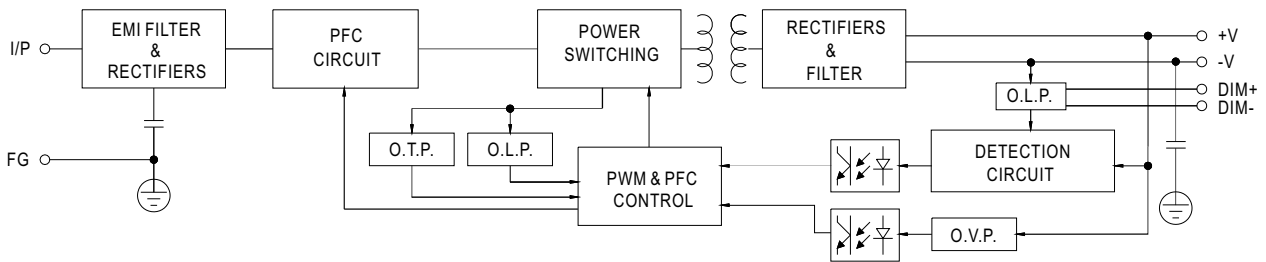 I/P
EMI FILTER
&
RECTIFIERS
PFC
CIRCUIT
POWER
SWITCHING
RECTIFIERS
&
FILTER
+V
-V
DIM+
DIM-
O.L.P.
FG
O.T.P.
O.L.P.
PWM & PFC
CONTROL
DETECTION
CIRCUIT
O.V.P.